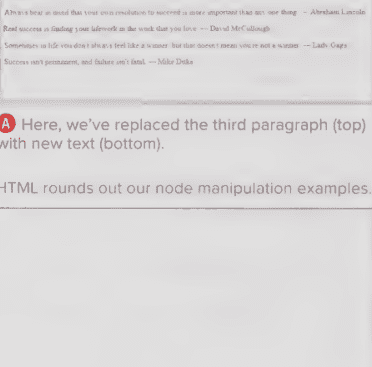 Always bear in mind that your own resolution to succeed is more important than any one thing. — Abraham Lincoln
Real success is finding your lifework in the work that you love. — David McCullough
Sometimes in life you don't always feel like a winner, but that doesn't mean you're not a winner. — Lady Gaga
Success isn't permanent, and failure isn't fatal. — Mike Ditka
A Here, we've replaced the third paragraph (top)
with new text (bottom).
HTML rounds out our node manipulation examples.